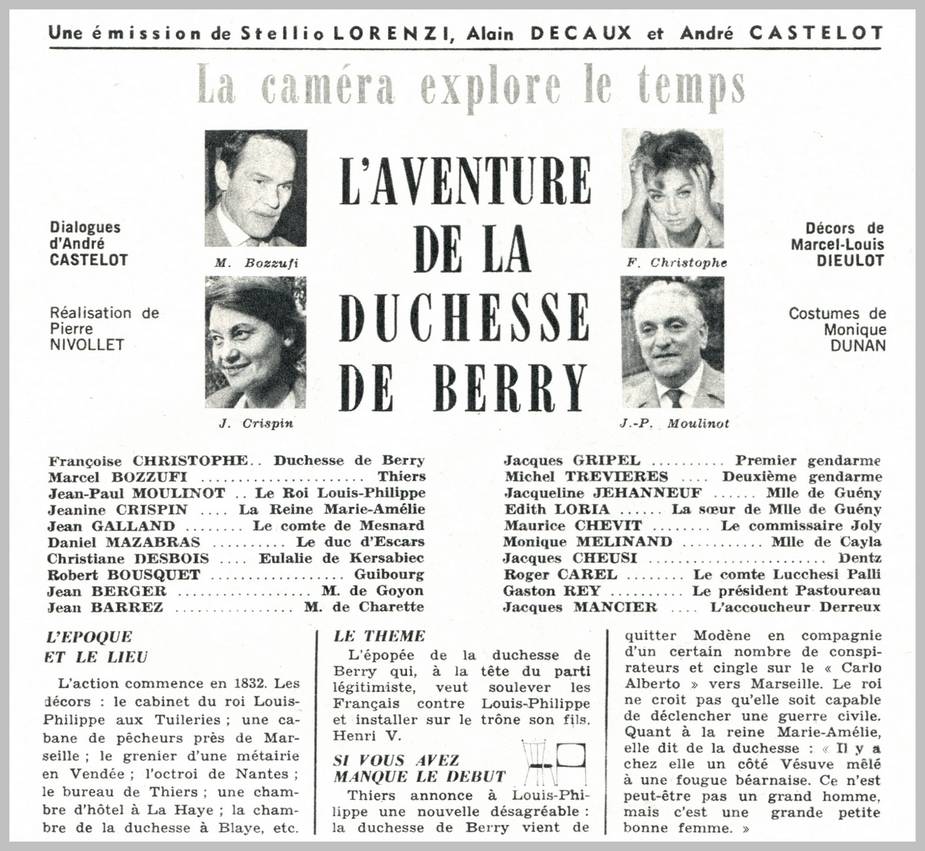 Une émission de Stellio LORENZI, Alain DECAUX et André CASTELOT
La caméra explore le temps
L'AVENTURE
DE LA
DUCHESSE
DE BERRY
Dialogues
d'André
CASTELOT
Réalisation de
Pierre
NIVOLLET
M. Bozzufi
J. Crispin
F. Christophe
J.-P. Moulinot
Décors de
Marcel-Louis
DIEULOT
Costumes de
Monique
DUNAN
Françoise CHRISTOPHE.. Duchesse de Berry
Marcel BOZZUFI .................... Thiers
Jean-Paul MOULINOT .. Le Roi Louis-Philippe
Jeanine CRISPIN .... La Reine Marie-Amélie
Jean GALLAND ........ Le comte de Mesnard
Daniel MAZABRAS .......... Le duc d'Escars
Christiane DESBOIS .... Eulalie de Kersabiec
Robert BOUSQUET .................. Guibourg
Jean BERGER .................. M. de Goyon
Jean BARREZ ................ M. de Charette
Jacques GRIPEL .......... Premier gendarme
Michel TREVIERES .... Deuxième gendarme
Jacqueline JEHANNEUF ...... Mlle de Guény
Edith LORIA ...... La sœur de Mlle de Guény
Maurice CHEVIT ........ Le commissaire Joly
Monique MELINAND ........... Mlle de Cayla
Jacques CHEUSI ...................... Dentz
Roger CAREL ........ Le comte Lucchesi Palli
Gaston REY .......... Le président Pastoureau
Jacques MANCIER .... L'accoucheur Derreux
L'EPOQUE
ET LE LIEU
L'action commence en 1832. Les
décors : le cabinet du roi Louis-
Philippe aux Tuileries ; une ca-
bane de pêcheurs près de Mar-
seille ; le grenier d'une métairie
en Vendée ; l'octroi de Nantes ;
le bureau de Thiers ; une cham-
bre d'hôtel à La Haye ; la cham-
bre de la duchesse à Blaye, etc.
LE THEME
L'épopée de la duchesse de
Berry qui, à la tête du parti
légitimiste, veut soulever les
Français contre Louis-Philippe
et installer sur le trône son fils.
Henri V.
SI VOUS AVEZ
MANQUE LE DEBUT
Thiers annonce à Louis-Phi-
lippe une nouvelle désagréable :
la duchesse de Berry vient de
quitter Modène en compagnie
d'un certain nombre de conspi-
rateurs et cingle sur le « Carlo
Alberto » vers Marseille. Le roi
ne croit pas qu'elle soit capable
de déclencher une guerre civile.
Quant à la reine Marie-Amélie,
elle dit de la duchesse : « Il y a
chez elle un côté Vésuve mêlé
à une fougue béarnaise. Ce n'est
peut-être pas un grand homme,
mais c'est une grande petite
bonne femme. »